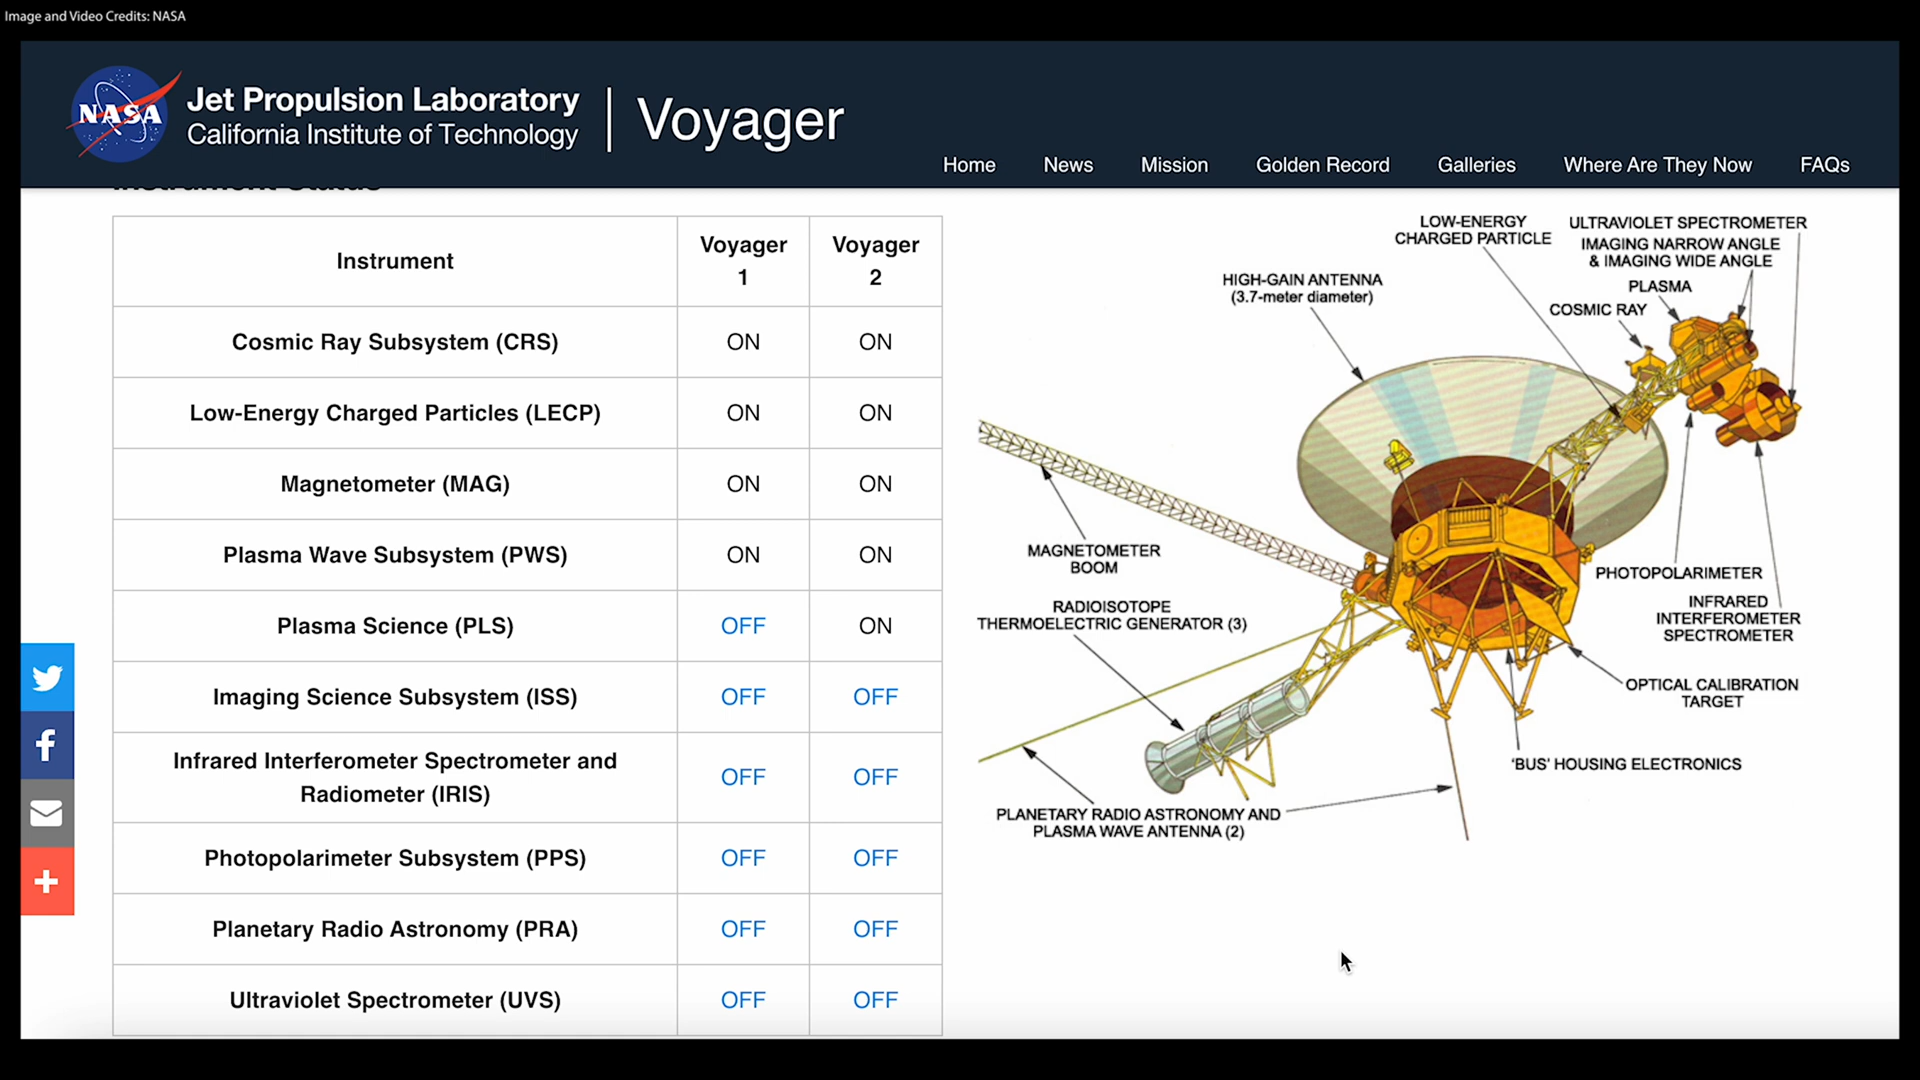 Image and Video Credits: NASA
NASA
Jet Propulsion Laboratory
California Institute of Technology
Voyager
Home News Mission Golden Record Galleries Where Are They Now FAQs
Instrument Status
Instrument Voyager 1 Voyager 2
Cosmic Ray Subsystem (CRS) ON ON
Low-Energy Charged Particles (LECP) ON ON
Magnetometer (MAG) ON ON
Plasma Wave Subsystem (PWS) ON ON
Plasma Science (PLS) OFF ON
Imaging Science Subsystem (ISS) OFF OFF
Infrared Interferometer Spectrometer and
Radiometer (IRIS) OFF OFF
Photopolarimeter Subsystem (PPS) OFF OFF
Planetary Radio Astronomy (PRA) OFF OFF
Ultraviolet Spectrometer (UVS) OFF OFF
LOW-ENERGY
CHARGED PARTICLE
ULTRAVIOLET SPECTROMETER
IMAGING NARROW ANGLE
& IMAGING WIDE ANGLE
PLASMA
COSMIC RAY
HIGH-GAIN ANTENNA
(3.7-meter diameter)
MAGNETOMETER
BOOM
RADIOISOTOPE
THERMOELECTRIC GENERATOR (3)
PHOTOPOLARIMETER
INFRARED
INTERFEROMETER
SPECTROMETER
OPTICAL CALIBRATION
TARGET
'BUS' HOUSING ELECTRONICS
PLANETARY RADIO ASTRONOMY AND
PLASMA WAVE ANTENNA (2)